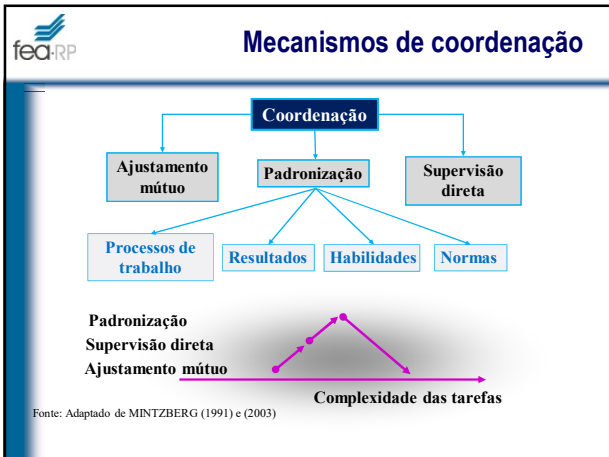 fea-RP
Mecanismos de coordenação
Coordenação
Ajustamento
mútuo
Padronização
Supervisão
direta
Processos de
trabalho
Resultados
Habilidades
Normas
Padronização
Supervisão direta
Ajustamento mútuo
Complexidade das tarefas
Fonte: Adaptado de MINTZBERG (1991) e (2003)